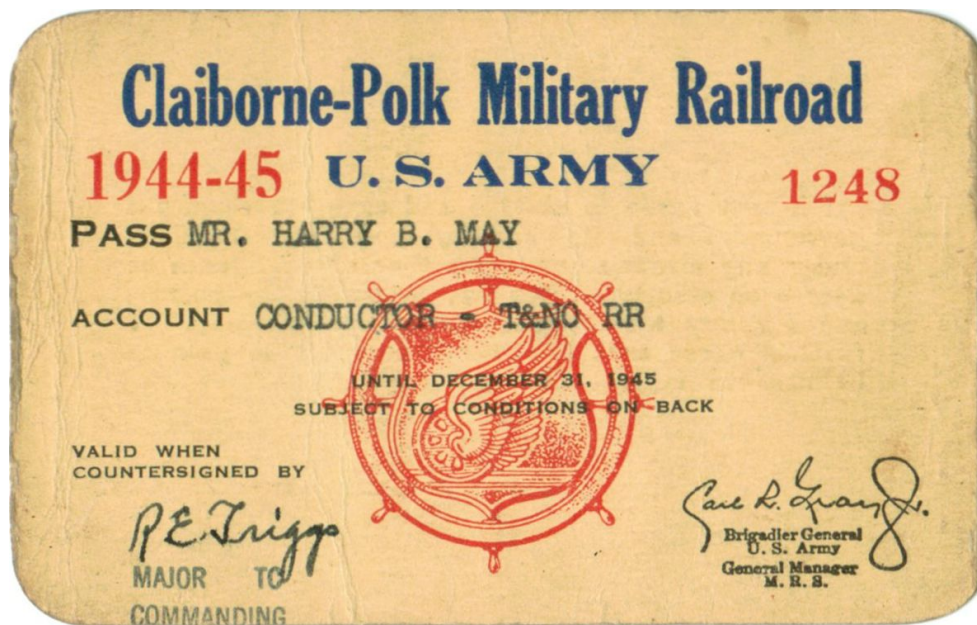 Claiborne-Polk Military Railroad
1944-45 U. S. ARMY 1248
PASS MR. HARRY B. MAY
ACCOUNT CONDUCTOR - T&NO RR
UNTIL DECEMBER 31, 1945
SUBJECT TO CONDITIONS ON BACK
VALID WHEN
COUNTERSIGNED BY
R E Triggs
MAJOR TC
COMMANDING
Carl R. Gray Jr.
Brigadier General
U. S. Army
General Manager
M. R. S.